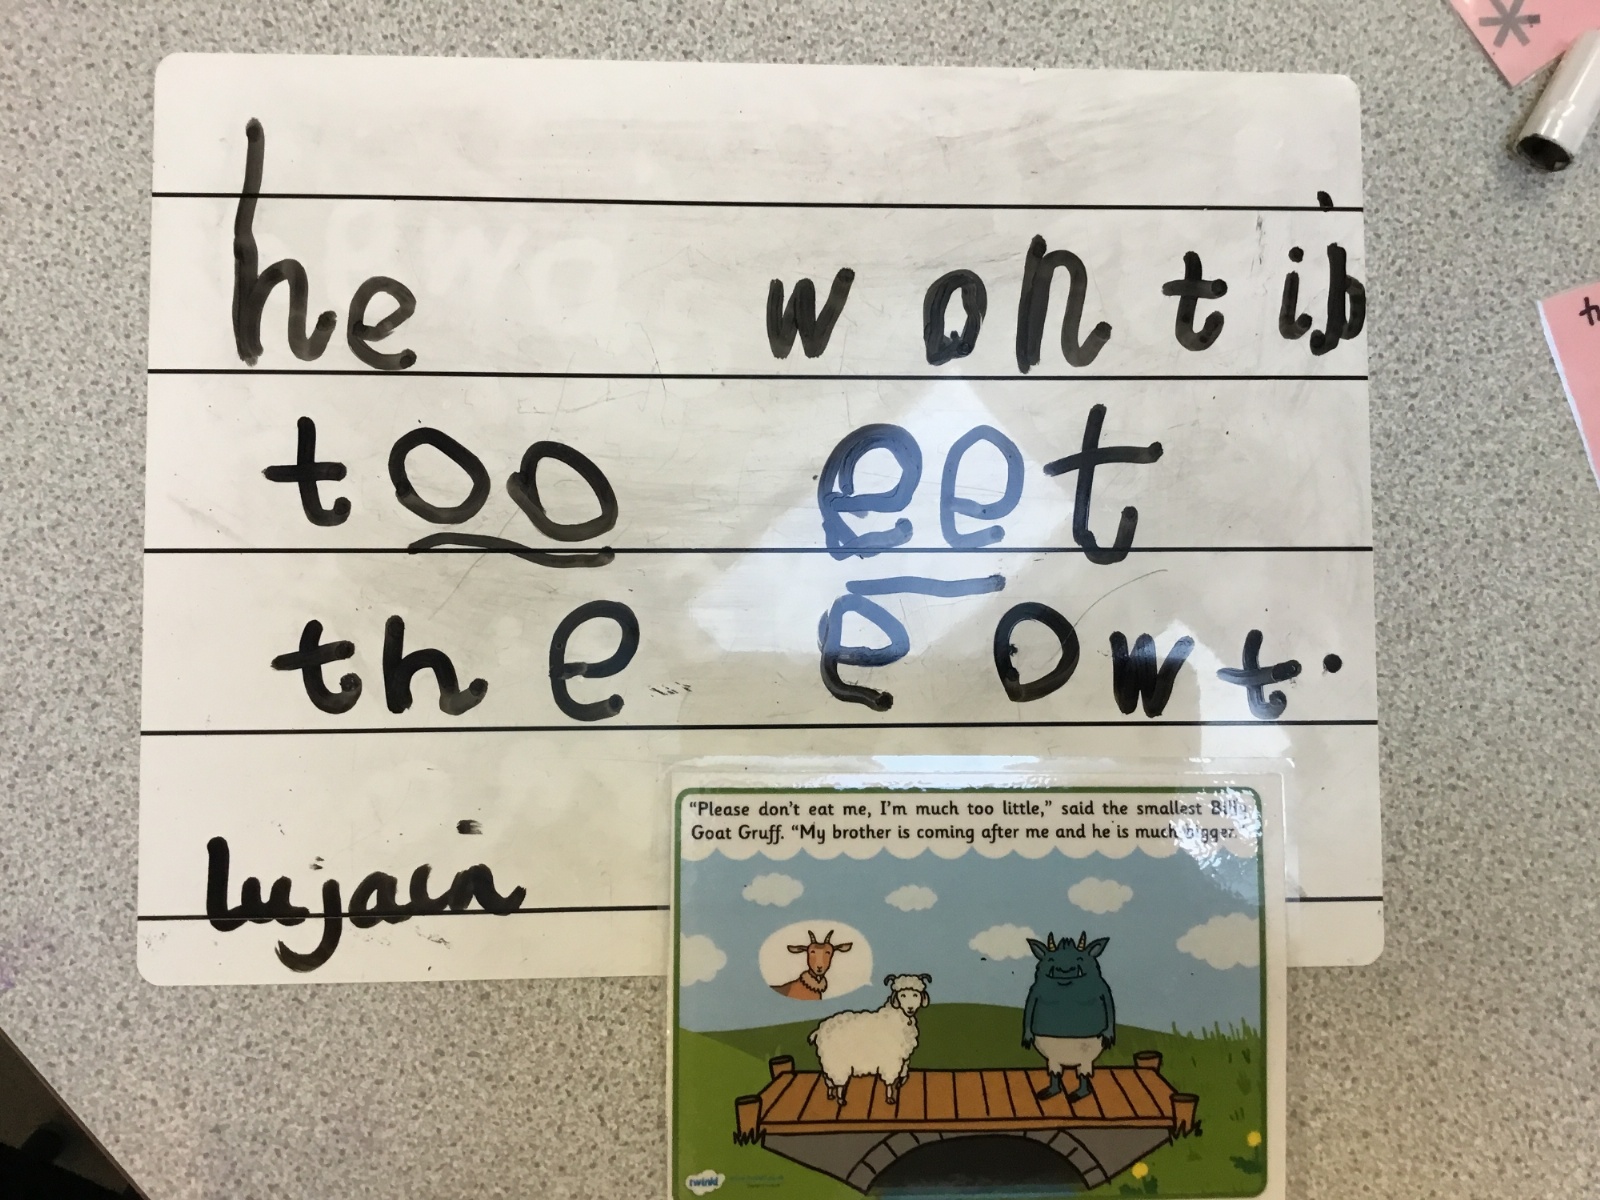 he wontid
too eet
the eowt.
lujain
"Please don't eat me, I'm much too little," said the smallest Billy
Goat Gruff. "My brother is coming after me and he is much bigger."
twinkl